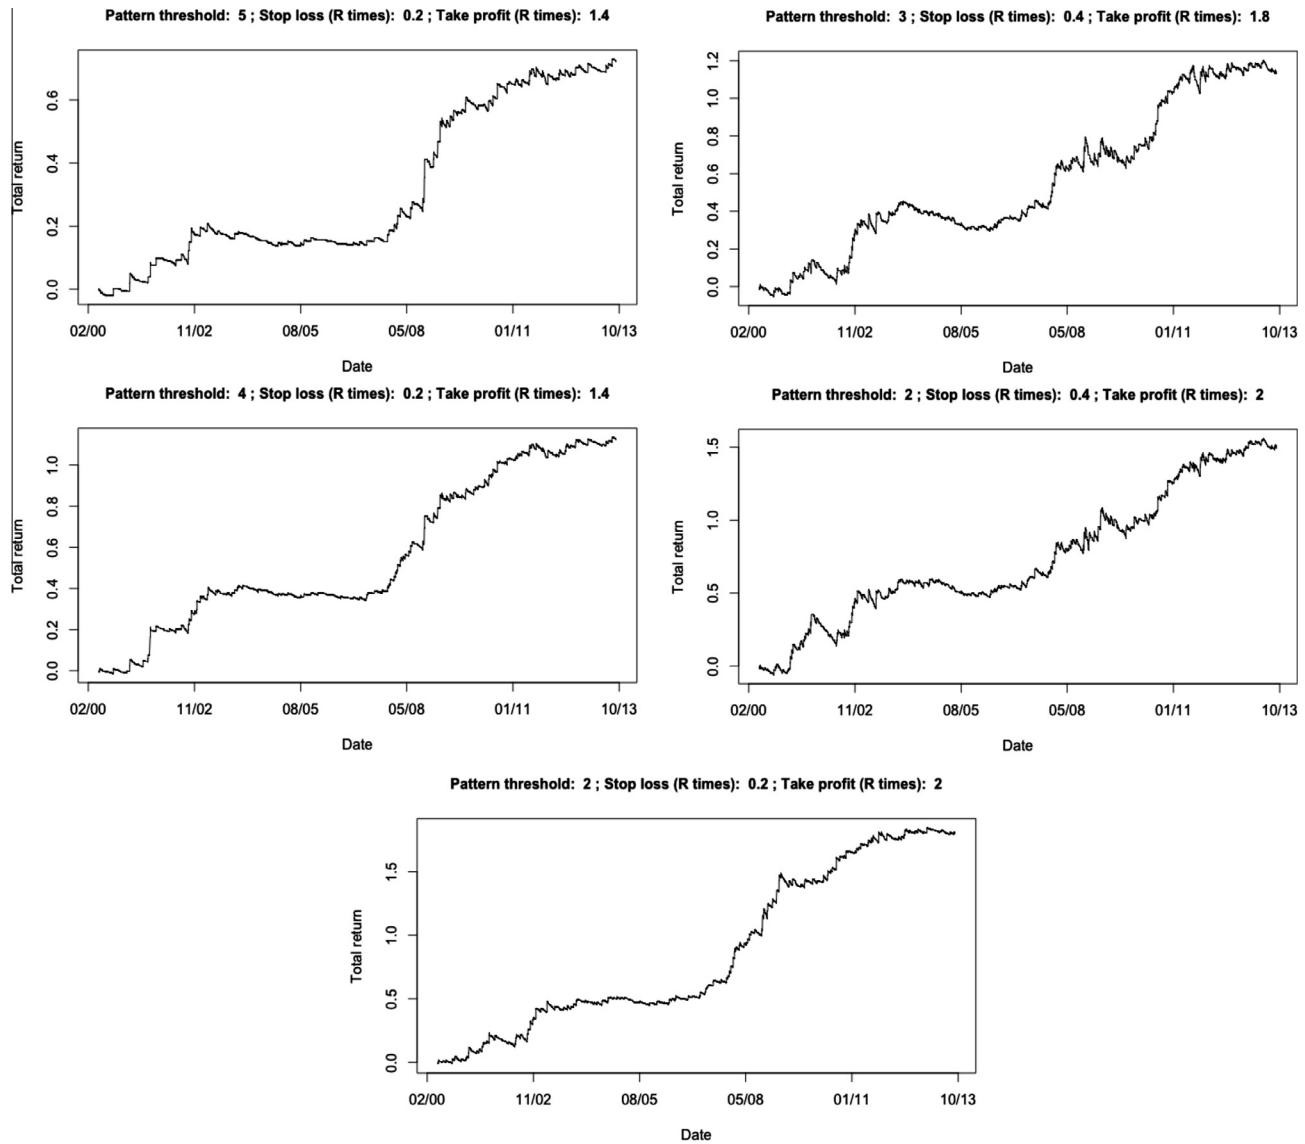 Pattern threshold: 5 ; Stop loss (R times): 0.2 ; Take profit (R times): 1.4
Total return
0.0
0.2
0.4
0.6
02/00 11/02 08/05 05/08 01/11 10/13
Date
Pattern threshold: 3 ; Stop loss (R times): 0.4 ; Take profit (R times): 1.8
Total return
0.0
0.2
0.4
0.6
0.8
1.0
1.2
02/00 11/02 08/05 05/08 01/11 10/13
Date
Pattern threshold: 4 ; Stop loss (R times): 0.2 ; Take profit (R times): 1.4
Total return
0.0
0.2
0.4
0.6
0.8
1.0
02/00 11/02 08/05 05/08 01/11 10/13
Date
Pattern threshold: 2 ; Stop loss (R times): 0.4 ; Take profit (R times): 2
Total return
0.0
0.5
1.0
1.5
02/00 11/02 08/05 05/08 01/11 10/13
Date
Pattern threshold: 2 ; Stop loss (R times): 0.2 ; Take profit (R times): 2
Total return
0.0
0.5
1.0
1.5
02/00 11/02 08/05 05/08 01/11 10/13
Date